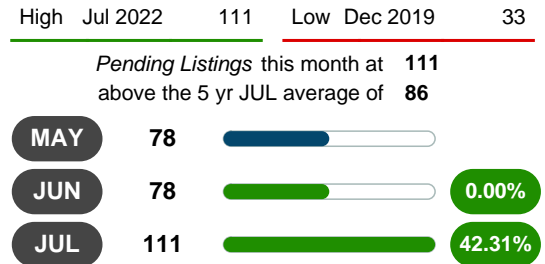 High Jul 2022 111 Low Dec 2019 33
Pending Listings this month at 111
above the 5 yr JUL average of 86
MAY 78
JUN 78 0.00%
JUL 111 42.31%